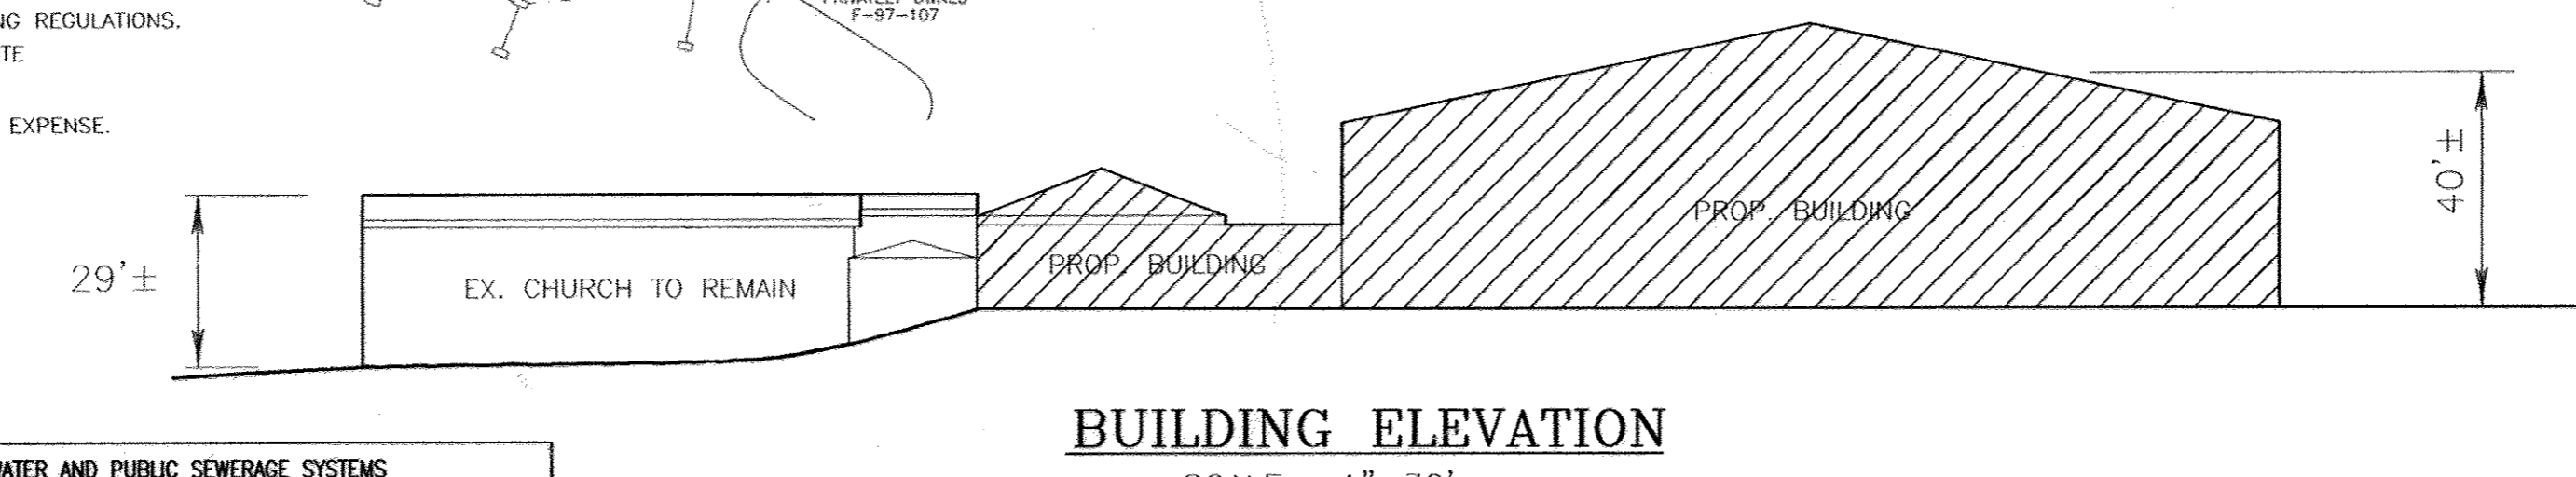 NG REGULATIONS.
TE
EXPENSE.
F-97-107
29'±
EX. CHURCH TO REMAIN
PROP. BUILDING
PROP. BUILDING
40'±
BUILDING ELEVATION
WATER AND PUBLIC SEWERAGE SYSTEMS